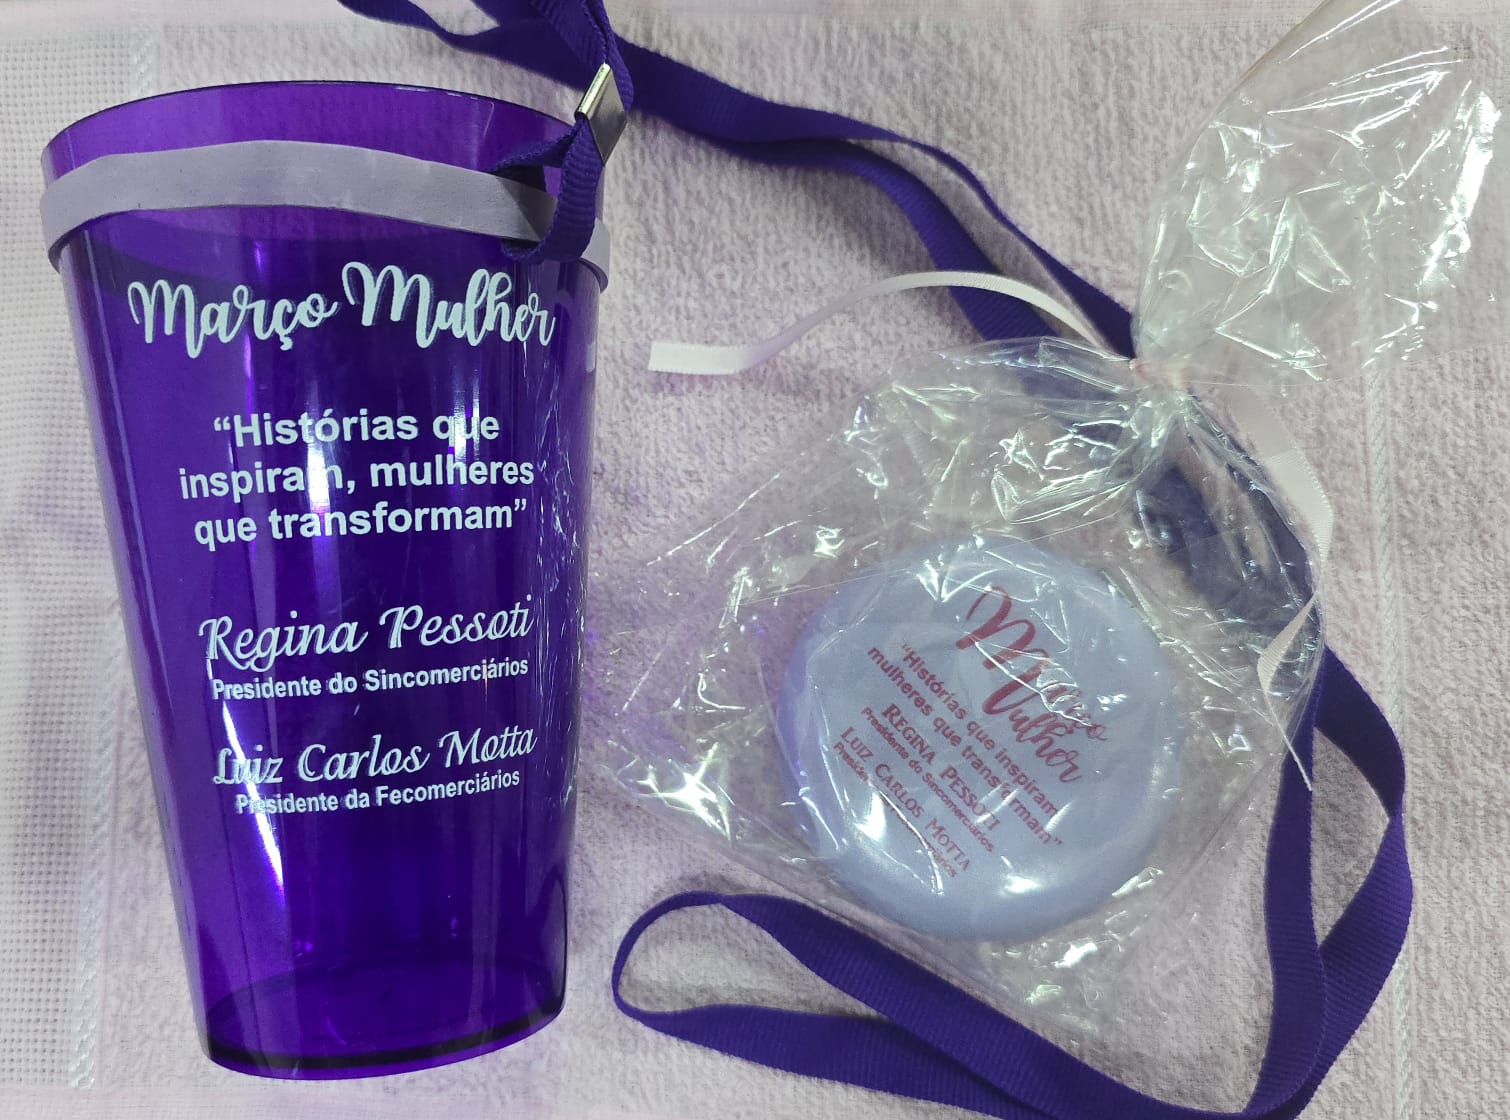 Março Mulher
“Histórias que
inspiram, mulheres
que transformam”
Regina Pessoti
Presidente do Sincomerciários
Luiz Carlos Motta
Presidente da Fecomerciários
Março
Mulher
“Histórias que inspiram,
mulheres que transformam”
REGINA PESSOTI
Presidente do Sincomerciários
LUIZ CARLOS MOTTA